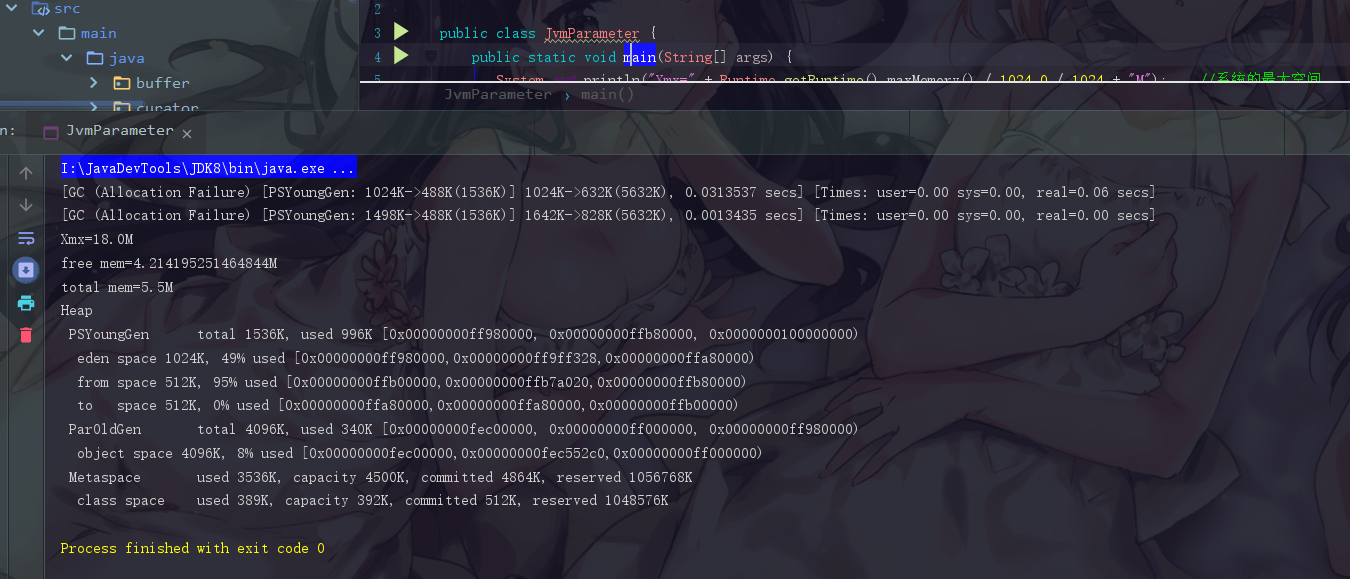 src
main
java
buffer
curator
2
3 public class JvmParameter {
4 public static void main(String[] args) {
5 System println("Xmx=" + Runtime.getRuntime().maxMemory() / 1024.0 / 1024 + "M"); //系统的最大空间
JvmParameter › main()
n: JvmParameter ×
I:\JavaDevTools\JDK8\bin\java.exe ...
[GC (Allocation Failure) [PSYoungGen: 1024K->488K(1536K)] 1024K->632K(5632K), 0.0313537 secs] [Times: user=0.00 sys=0.00, real=0.06 secs]
[GC (Allocation Failure) [PSYoungGen: 1498K->488K(1536K)] 1642K->828K(5632K), 0.0013435 secs] [Times: user=0.00 sys=0.00, real=0.00 secs]
Xmx=18.0M
free mem=4.214195251464844M
total mem=5.5M
Heap
PSYoungGen total 1536K, used 996K [0x00000000ff980000, 0x00000000ffb80000, 0x0000000100000000)
eden space 1024K, 49% used [0x00000000ff980000,0x00000000ff9ff328,0x00000000ffa80000)
from space 512K, 95% used [0x00000000ffb00000,0x00000000ffb7a020,0x00000000ffb80000)
to space 512K, 0% used [0x00000000ffa80000,0x00000000ffa80000,0x00000000ffb00000)
ParOldGen total 4096K, used 340K [0x00000000fec00000, 0x00000000ff000000, 0x00000000ff980000)
object space 4096K, 8% used [0x00000000fec00000,0x00000000fec552c0,0x00000000ff000000)
Metaspace used 3536K, capacity 4500K, committed 4864K, reserved 1056768K
class space used 389K, capacity 392K, committed 512K, reserved 1048576K
Process finished with exit code 0